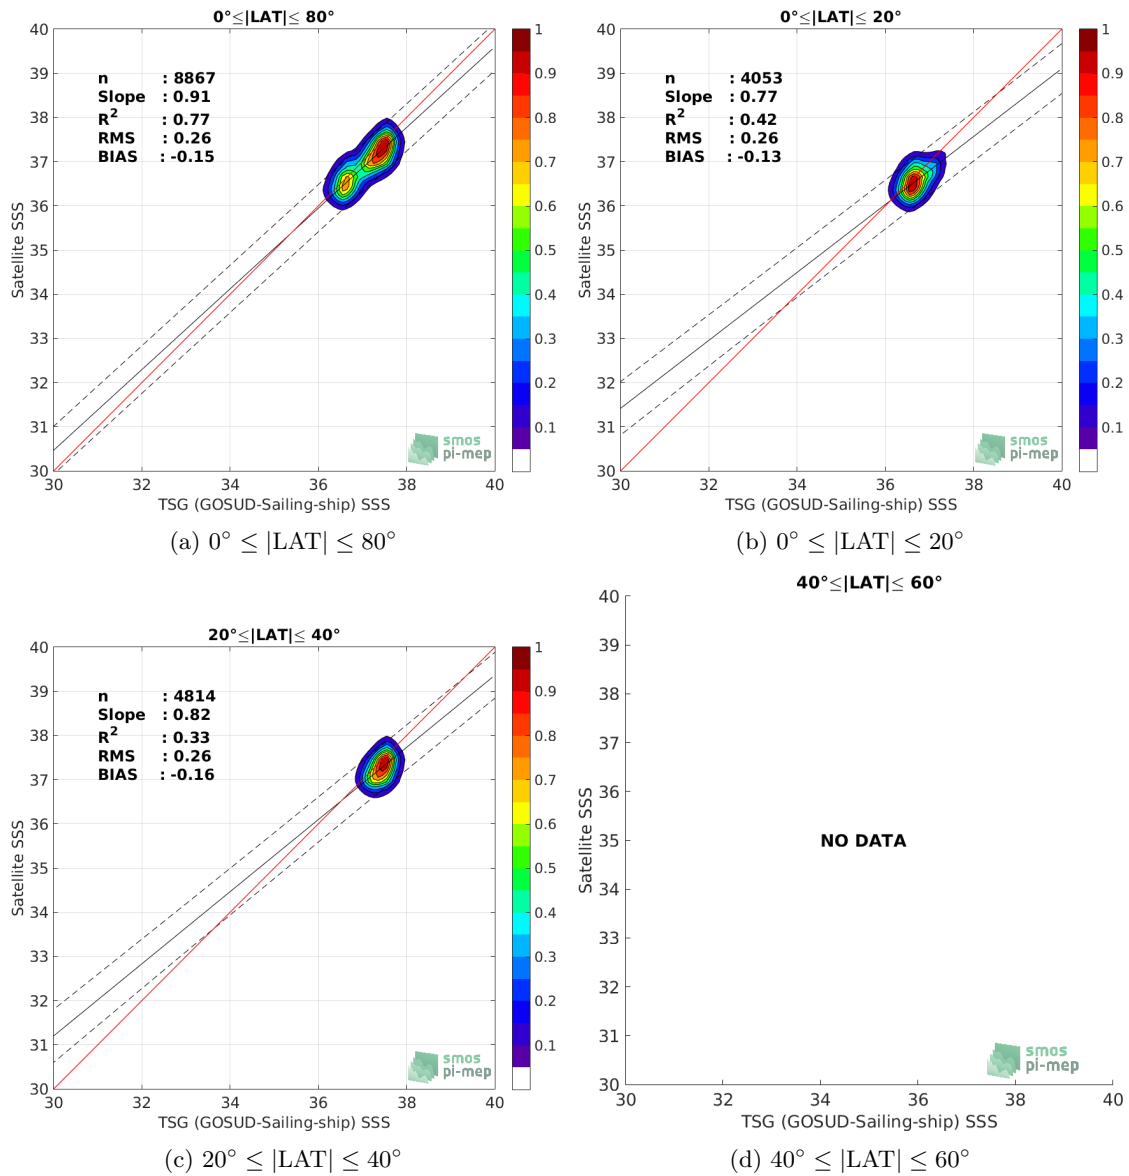 0°≤|LAT|≤ 80°
n : 8867
Slope : 0.91
R² : 0.77
RMS : 0.26
BIAS : -0.15
40
39
38
37
36
35
34
33
32
31
30
30 32 34 36 38 40
1
0.9
0.8
0.7
0.6
0.5
0.4
0.3
0.2
0.1
Satellite SSS
TSG (GOSUD-Sailing-ship) SSS
smos
pi-mep
(a) 0° ≤ |LAT| ≤ 80°
0°≤|LAT|≤ 20°
n : 4053
Slope : 0.77
R² : 0.42
RMS : 0.26
BIAS : -0.13
40
39
38
37
36
35
34
33
32
31
30
30 32 34 36 38 40
1
0.9
0.8
0.7
0.6
0.5
0.4
0.3
0.2
0.1
Satellite SSS
TSG (GOSUD-Sailing-ship) SSS
smos
pi-mep
(b) 0° ≤ |LAT| ≤ 20°
20°≤|LAT|≤ 40°
n : 4814
Slope : 0.82
R² : 0.33
RMS : 0.26
BIAS : -0.16
40
39
38
37
36
35
34
33
32
31
30
30 32 34 36 38 40
1
0.9
0.8
0.7
0.6
0.5
0.4
0.3
0.2
0.1
Satellite SSS
TSG (GOSUD-Sailing-ship) SSS
smos
pi-mep
(c) 20° ≤ |LAT| ≤ 40°
40°≤|LAT|≤ 60°
40
39
38
37
36
35
34
33
32
31
30
30 32 34 36 38 40
NO DATA
Satellite SSS
TSG (GOSUD-Sailing-ship) SSS
smos
pi-mep
(d) 40° ≤ |LAT| ≤ 60°